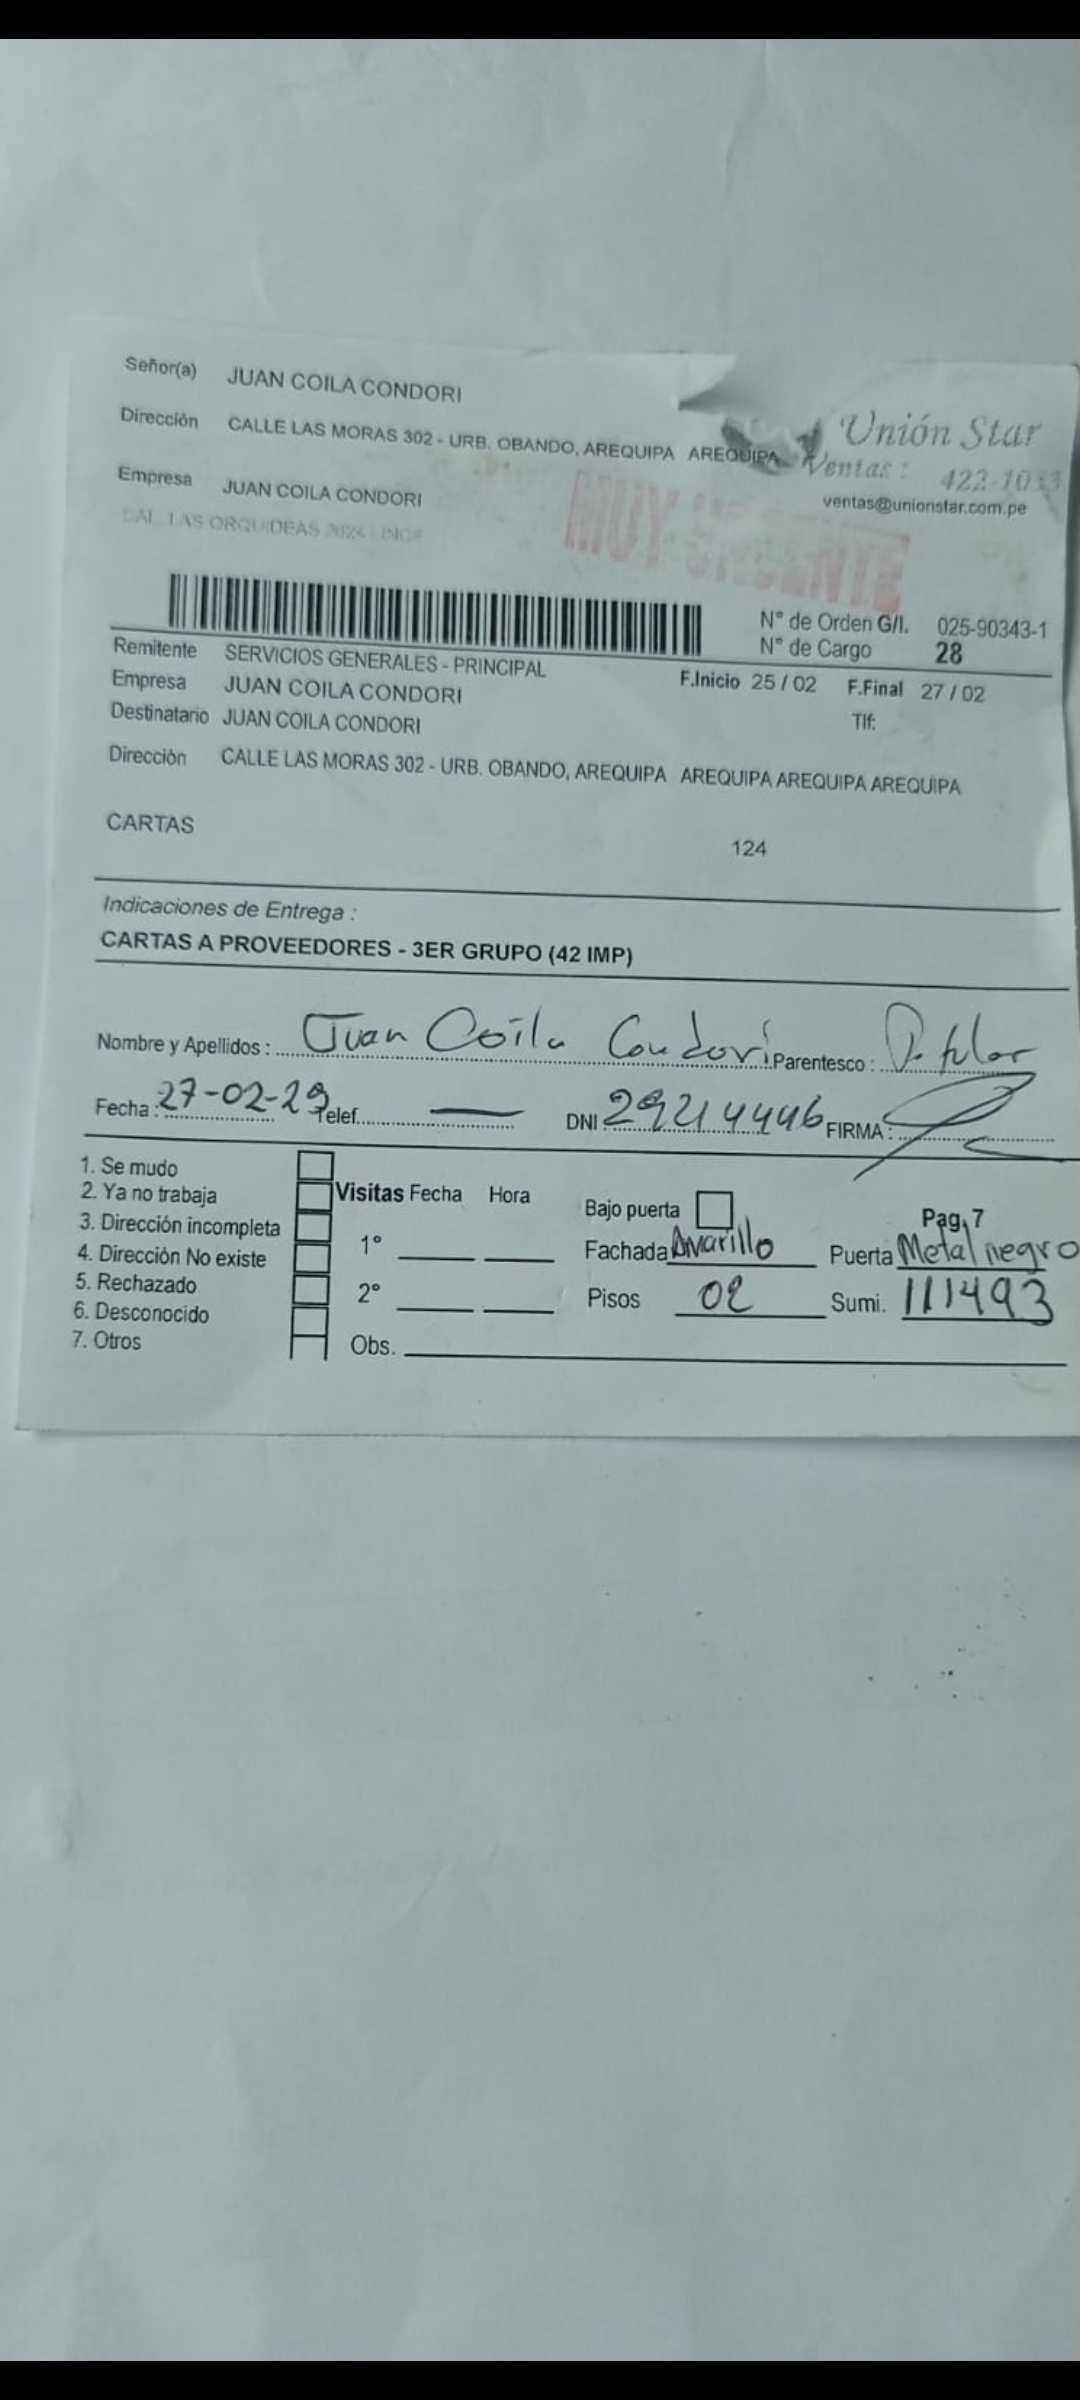 Señor(a) JUAN COILA CONDORI
Dirección CALLE LAS MORAS 302 - URB. OBANDO, AREQUIPA AREQUIPA
Unión Star
Ventas : 422-1033
ventas@unionstar.com.pe
Empresa JUAN COILA CONDORI
CAL. LAS ORQUIDEAS
MUY URGENTE
N° de Orden G/I. 025-90343-1
N° de Cargo 28
Remitente SERVICIOS GENERALES - PRINCIPAL
Empresa JUAN COILA CONDORI F.Inicio 25 / 02 F.Final 27 / 02
Destinatario JUAN COILA CONDORI Tlf:
Dirección CALLE LAS MORAS 302 - URB. OBANDO, AREQUIPA AREQUIPA AREQUIPA AREQUIPA
CARTAS 124
Indicaciones de Entrega :
CARTAS A PROVEEDORES - 3ER GRUPO (42 IMP)
Nombre y Apellidos : Juan Coila Condori Parentesco : Titular
Fecha : 27-02-29 Telef. — DNI : 29214446 FIRMA :
1. Se mudo
2. Ya no trabaja
3. Dirección incompleta
4. Dirección No existe
5. Rechazado
6. Desconocido
7. Otros
Visitas Fecha Hora
1°
2°
Obs.
Bajo puerta Pag. 7
Fachada Amarillo Puerta Metal negro
Pisos 02 Sumi. 111493